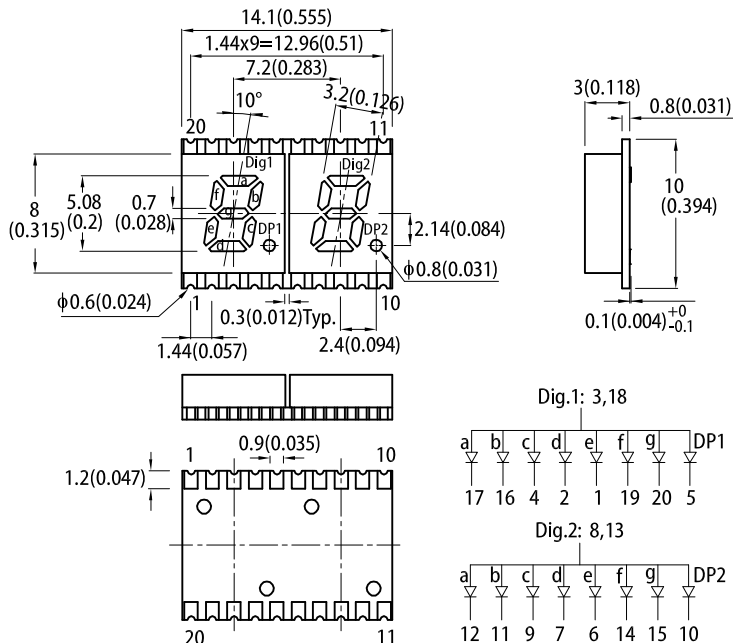 14.1(0.555)
1.44x9=12.96(0.51)
7.2(0.283)
10°
3.2(0.126)
20
11
Dig1
Dig2
a
f
b
g
e
c
d
DP1
DP2
8
(0.315)
5.08
(0.2)
0.7
(0.028)
2.14(0.084)
ϕ0.8(0.031)
ϕ0.6(0.024)
1
10
0.3(0.012)Typ.
1.44(0.057)
2.4(0.094)
3(0.118)
0.8(0.031)
10
(0.394)
0.1(0.004)+0 -0.1
1
0.9(0.035)
10
1.2(0.047)
20
11
Dig.1: 3,18
a b c d e f g DP1
17 16 4 2 1 19 20 5
Dig.2: 8,13
a b c d e f g DP2
12 11 9 7 6 14 15 10